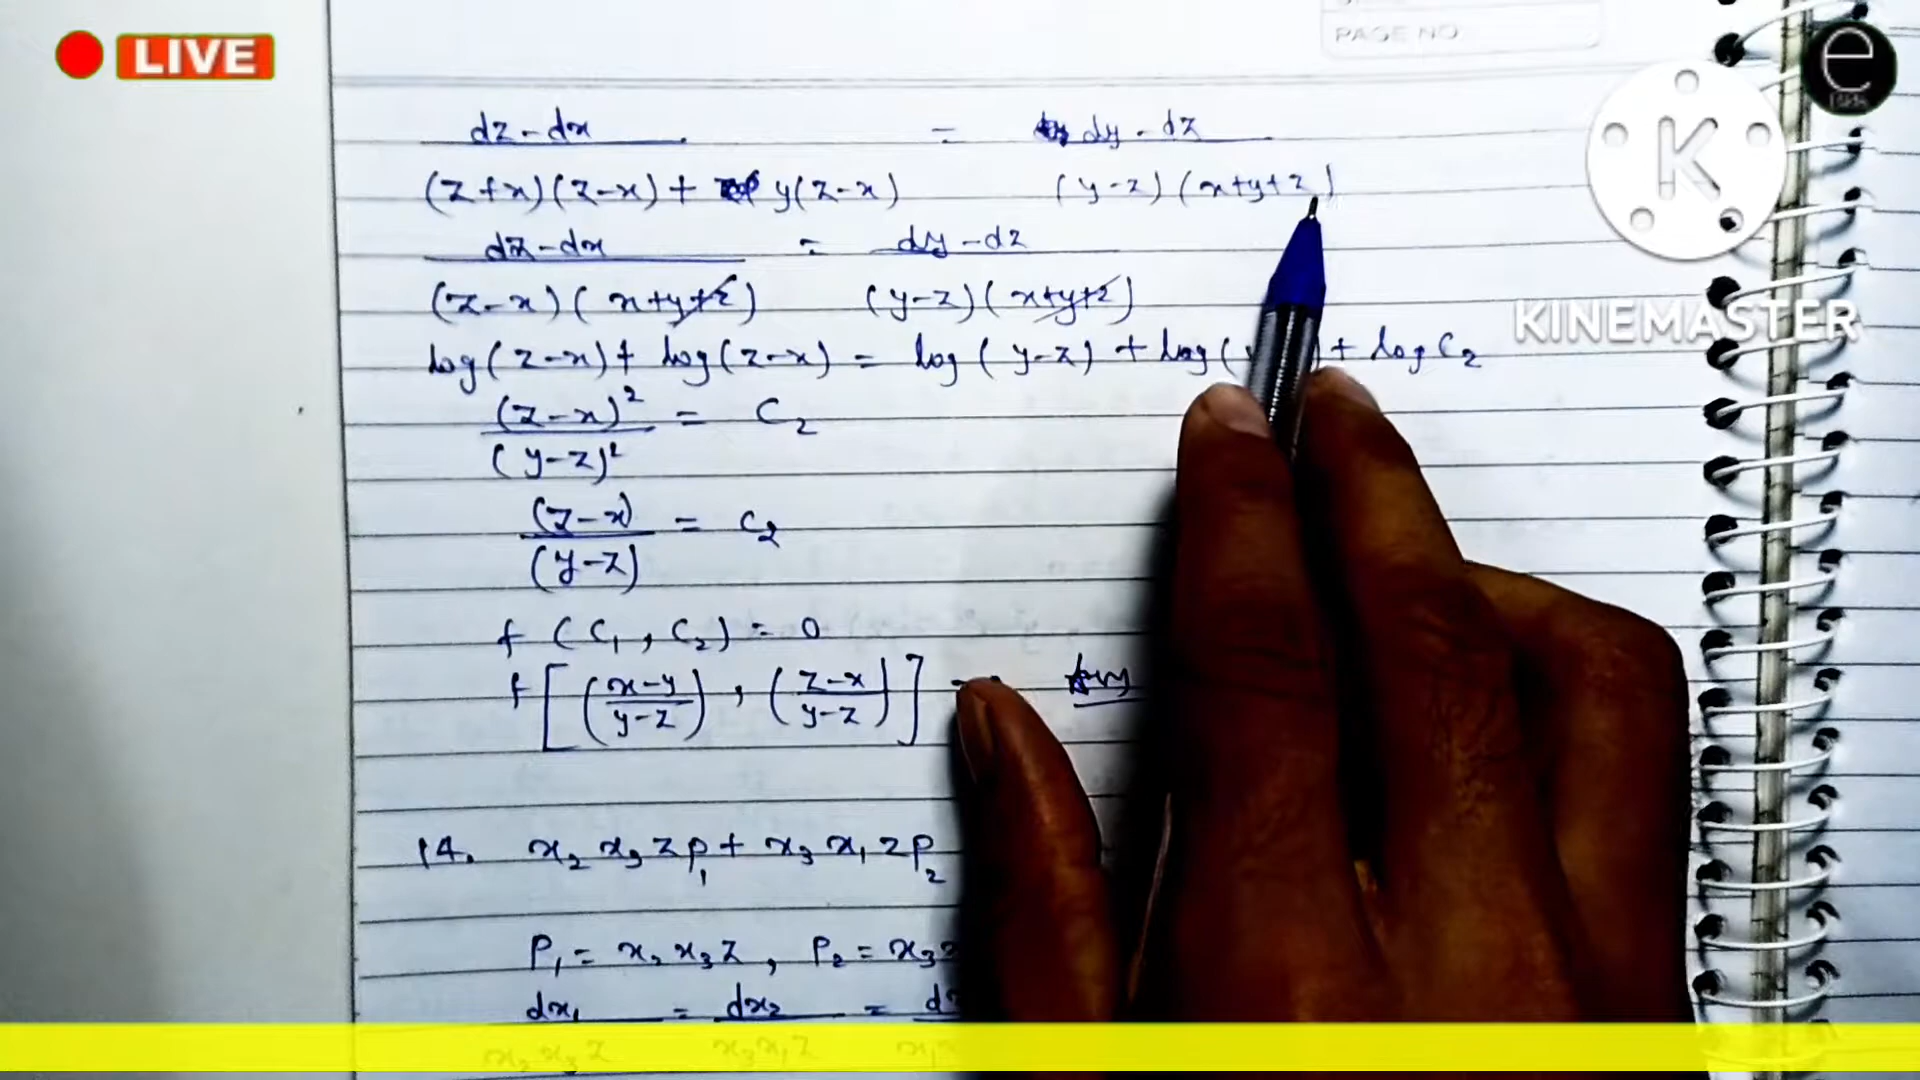 LIVE
PAGE NO
e
K
KINEMASTER
dz - dx = dy - dz
(z+x)(z-x) + y(z-x) (y-z)(x+y+z)
dz - dx = dy - dz
(z-x)(x+y+z) (y-z)(x+y+z)
log(z-x) + log(z-x) = log(y-z) + log( + log C₂
(z-x)² = C₂
(y-z)²
(z-x) = C₂
(y-z)
f (C₁, C₂) = 0
f[((x-y)/(y-z)), ((z-x)/(y-z))]
14. x₂ x₃ z p₁ + x₃ x₁ z p₂
P₁ = x₂ x₃ z, P₂ = x₃
dx₁ = dx₂ =
x₂ x₃ z x₃ x₁ z